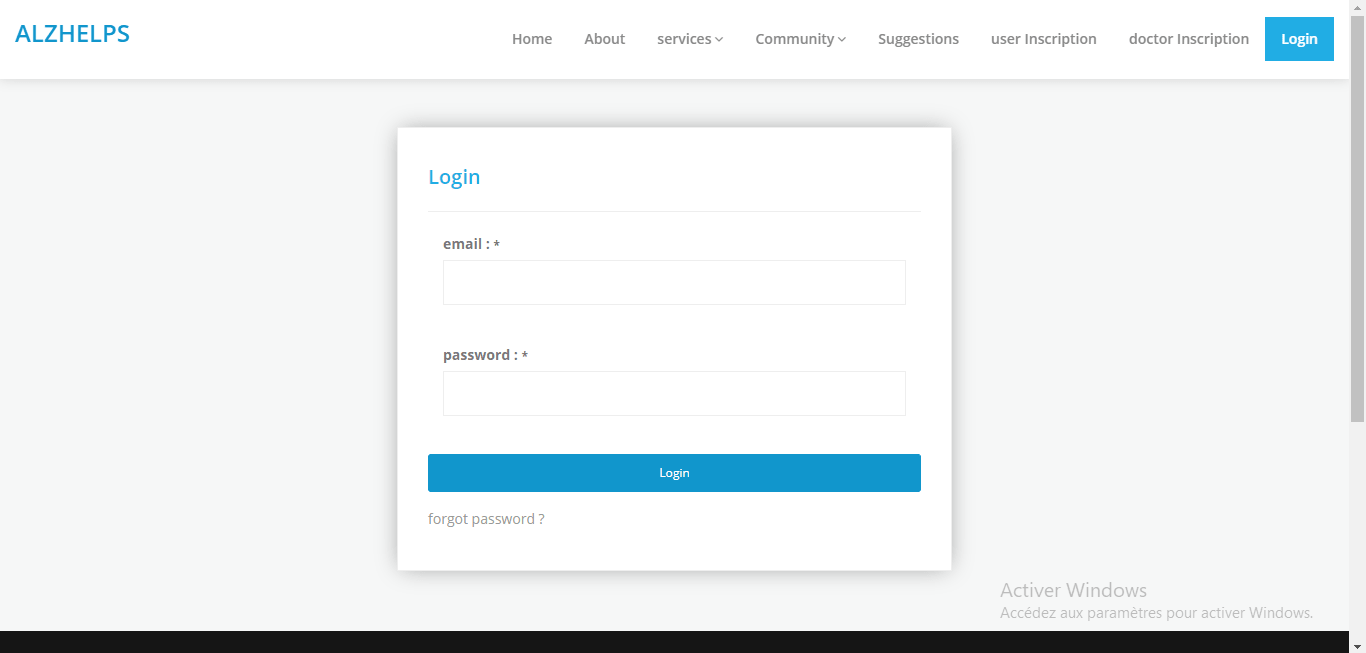 ALZHELPS
Home About services Community Suggestions user Inscription doctor Inscription Login
Login
email : *
password : *
Login
forgot password ?
Activer Windows
Accédez aux paramètres pour activer Windows.